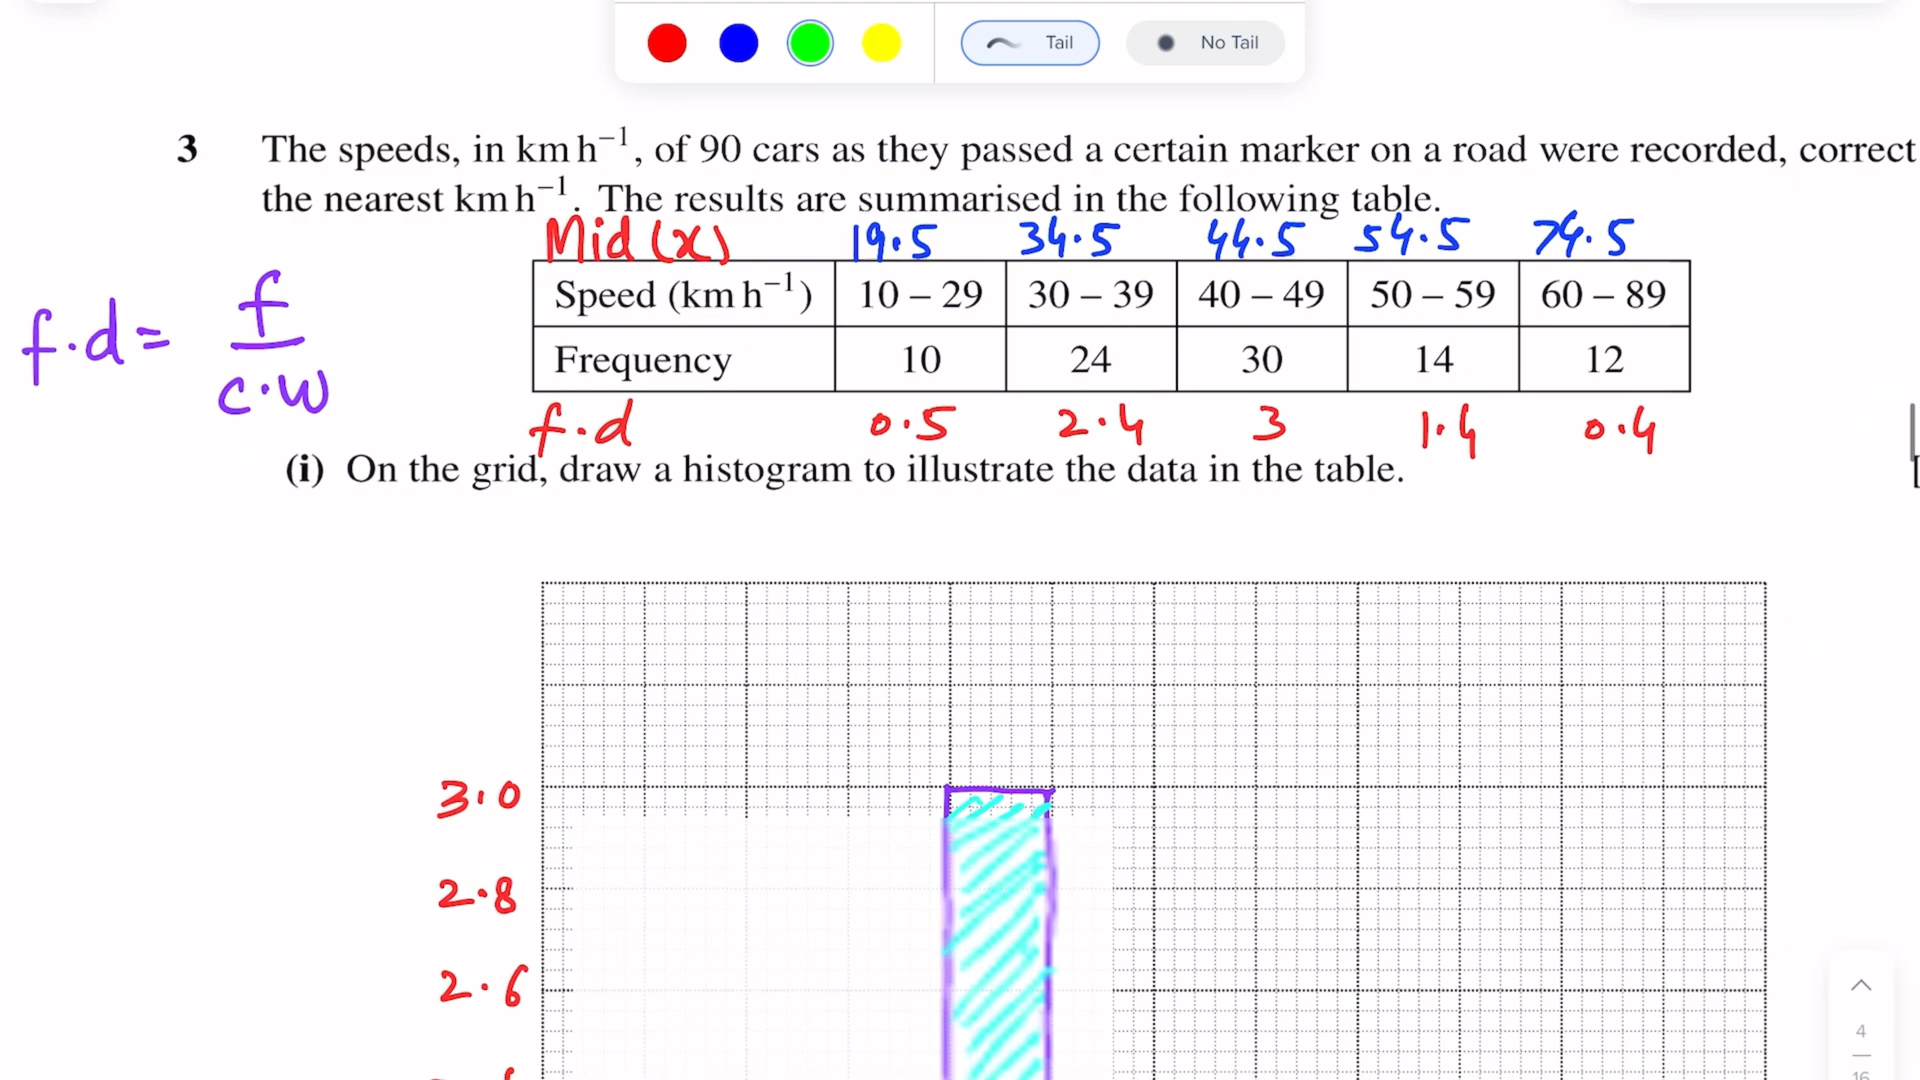 Tail No Tail
3 The speeds, in km h⁻¹, of 90 cars as they passed a certain marker on a road were recorded, correct
the nearest km h⁻¹. The results are summarised in the following table.
Mid (x) 19.5 34.5 44.5 54.5 74.5
Speed (km h⁻¹) 10 – 29 30 – 39 40 – 49 50 – 59 60 – 89
f.d = f / c.w
Frequency 10 24 30 14 12
f.d 0.5 2.4 3 1.4 0.4
(i) On the grid, draw a histogram to illustrate the data in the table.
3.0
2.8
2.6
4
16